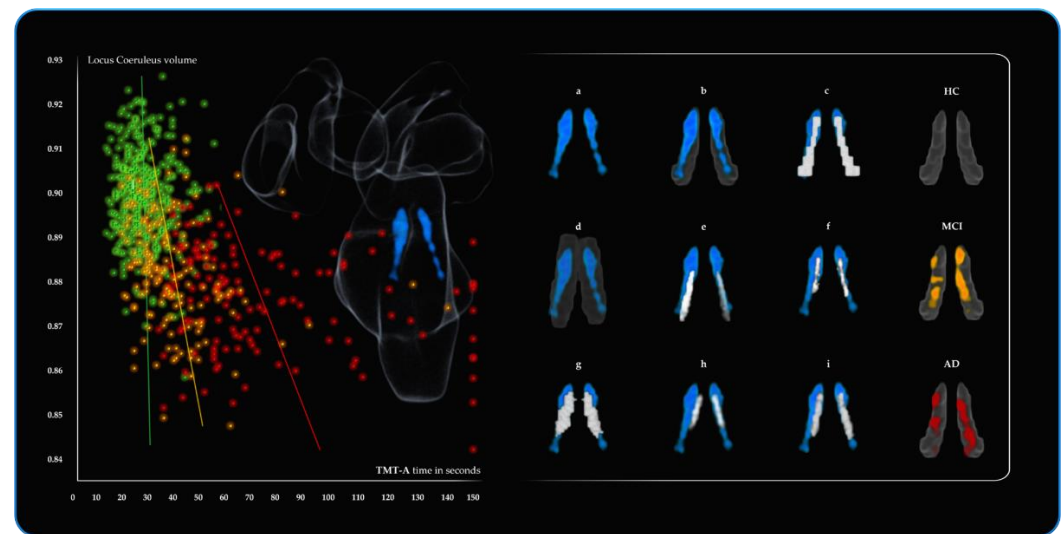 Locus Coeruleus volume
0.93
0.92
0.91
0.90
0.89
0.88
0.87
0.86
0.85
0.84
TMT-A time in seconds
0 10 20 30 40 50 60 70 80 90 100 110 120 130 140 150
a b c HC
d e f MCI
g h i AD